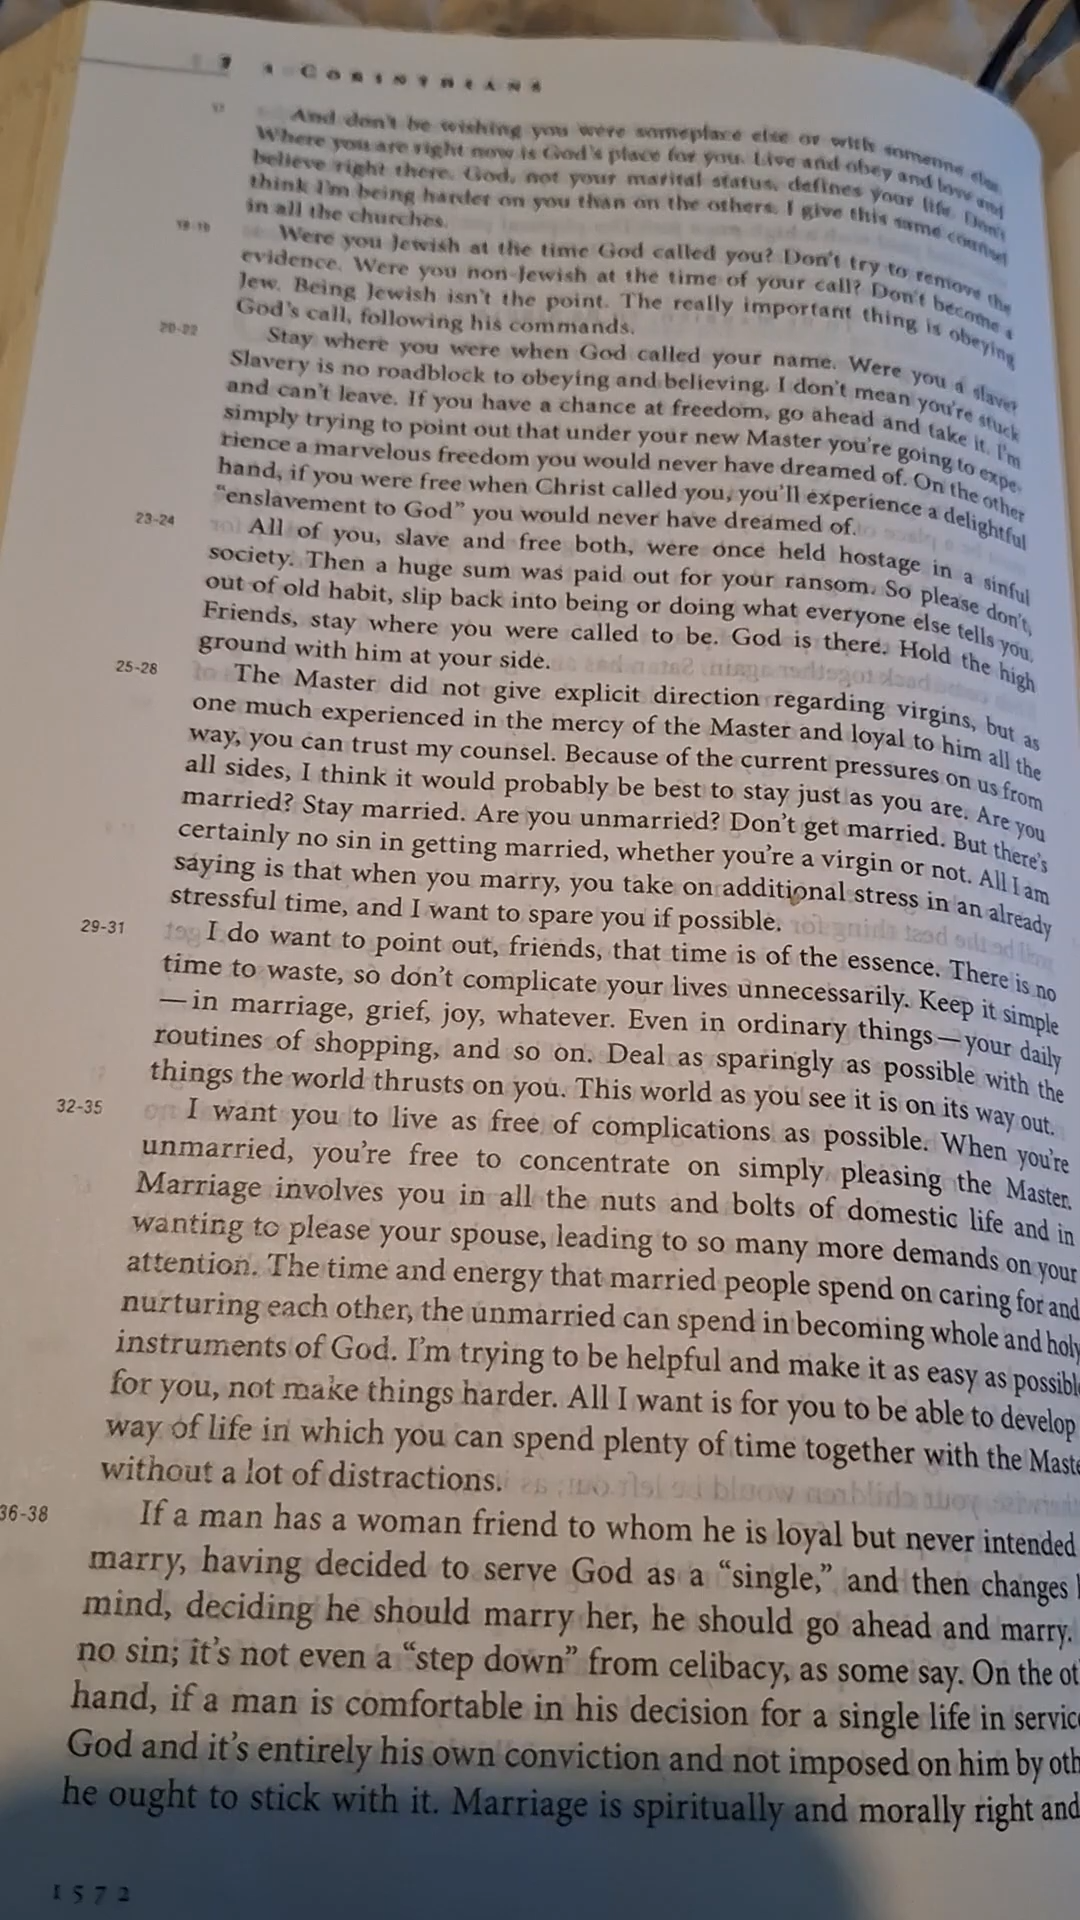 7 1 CORINTHIANS
17 And don't be wishing you were someplace else or with someone else.
Where you are right now is God's place for you. Live and obey and love and
believe right there. God, not your marital status, defines your life. Don't
think I'm being harder on you than on the others. I give this same counsel
in all the churches.
18-19 Were you Jewish at the time God called you? Don't try to remove the
evidence. Were you non-Jewish at the time of your call? Don't become a
Jew. Being Jewish isn't the point. The really important thing is obeying
God's call, following his commands.
20-22 Stay where you were when God called your name. Were you a slave?
Slavery is no roadblock to obeying and believing. I don't mean you're stuck
and can't leave. If you have a chance at freedom, go ahead and take it. I'm
simply trying to point out that under your new Master you're going to expe-
rience a marvelous freedom you would never have dreamed of. On the other
hand, if you were free when Christ called you, you'll experience a delightful
“enslavement to God” you would never have dreamed of.
23-24 All of you, slave and free both, were once held hostage in a sinful
society. Then a huge sum was paid out for your ransom. So please don't,
out of old habit, slip back into being or doing what everyone else tells you.
Friends, stay where you were called to be. God is there. Hold the high
ground with him at your side.
25-28 The Master did not give explicit direction regarding virgins, but as
one much experienced in the mercy of the Master and loyal to him all the
way, you can trust my counsel. Because of the current pressures on us from
all sides, I think it would probably be best to stay just as you are. Are you
married? Stay married. Are you unmarried? Don't get married. But there's
certainly no sin in getting married, whether you're a virgin or not. All I am
saying is that when you marry, you take on additional stress in an already
stressful time, and I want to spare you if possible.
29-31 I do want to point out, friends, that time is of the essence. There is no
time to waste, so don't complicate your lives unnecessarily. Keep it simple
—in marriage, grief, joy, whatever. Even in ordinary things—your daily
routines of shopping, and so on. Deal as sparingly as possible with the
things the world thrusts on you. This world as you see it is on its way out.
32-35 I want you to live as free of complications as possible. When you're
unmarried, you're free to concentrate on simply pleasing the Master.
Marriage involves you in all the nuts and bolts of domestic life and in
wanting to please your spouse, leading to so many more demands on your
attention. The time and energy that married people spend on caring for and
nurturing each other, the unmarried can spend in becoming whole and holy
instruments of God. I'm trying to be helpful and make it as easy as possible
for you, not make things harder. All I want is for you to be able to develop
way of life in which you can spend plenty of time together with the Maste
without a lot of distractions.
36-38 If a man has a woman friend to whom he is loyal but never intended
marry, having decided to serve God as a “single,” and then changes
mind, deciding he should marry her, he should go ahead and marry.
no sin; it's not even a “step down” from celibacy, as some say. On the ot
hand, if a man is comfortable in his decision for a single life in servic
God and it's entirely his own conviction and not imposed on him by oth
he ought to stick with it. Marriage is spiritually and morally right and
1572